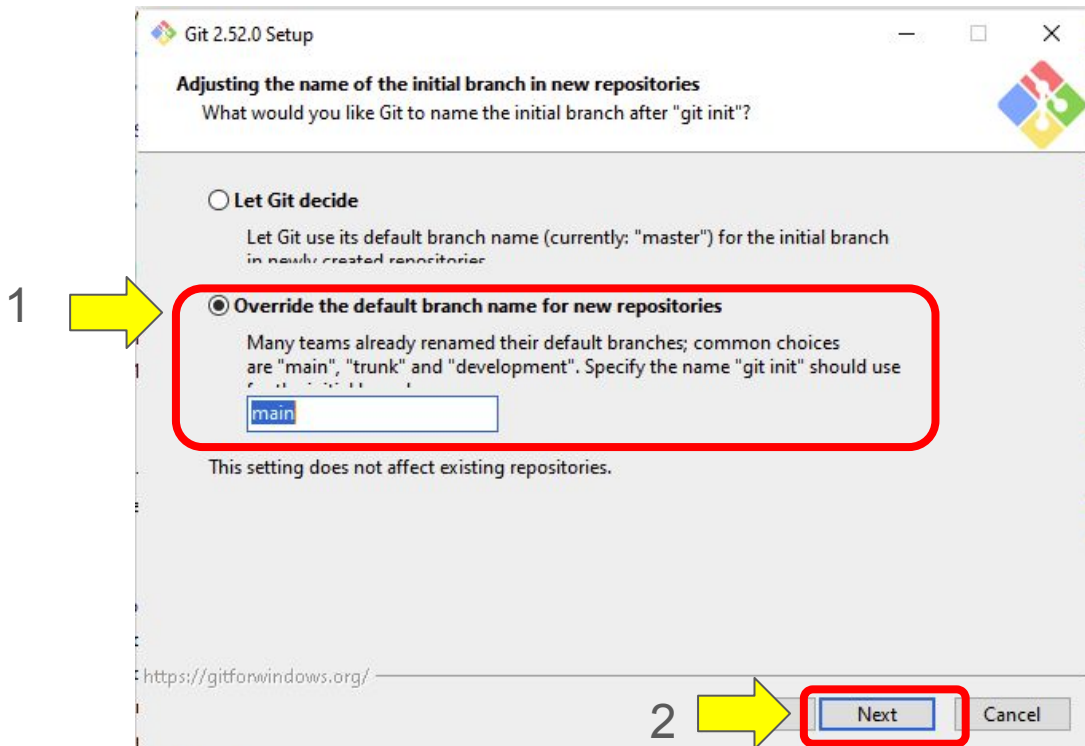 Git 2.52.0 Setup
Adjusting the name of the initial branch in new repositories
What would you like Git to name the initial branch after "git init"?
Let Git decide
Let Git use its default branch name (currently: "master") for the initial branch
in newly created repositories
1
Override the default branch name for new repositories
Many teams already renamed their default branches; common choices
are "main", "trunk" and "development". Specify the name "git init" should use
main
This setting does not affect existing repositories.
https://gitforwindows.org/
2
Next
Cancel